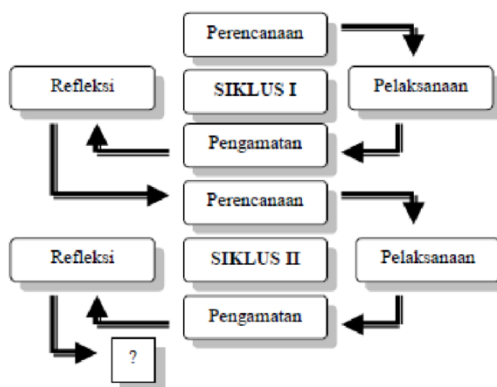 Perencanaan
Refleksi
SIKLUS I
Pelaksanaan
Pengamatan
Perencanaan
Refleksi
SIKLUS II
Pelaksanaan
Pengamatan
?